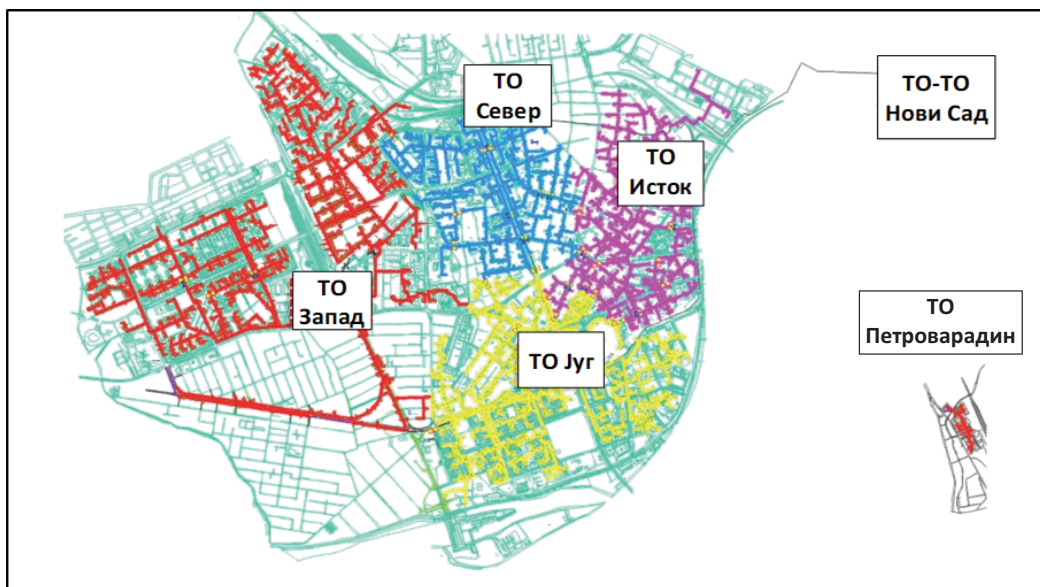 ТО
Север
ТО-ТО
Нови Сад
ТО
Исток
ТО
Запад
ТО
Петроварадин
ТО Југ